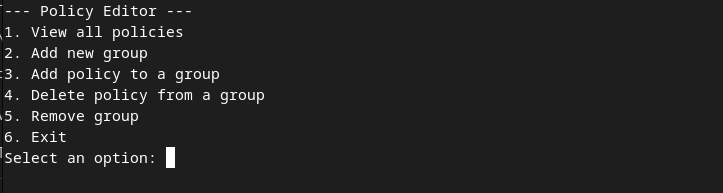 --- Policy Editor ---
1. View all policies
2. Add new group
3. Add policy to a group
4. Delete policy from a group
5. Remove group
6. Exit
Select an option: